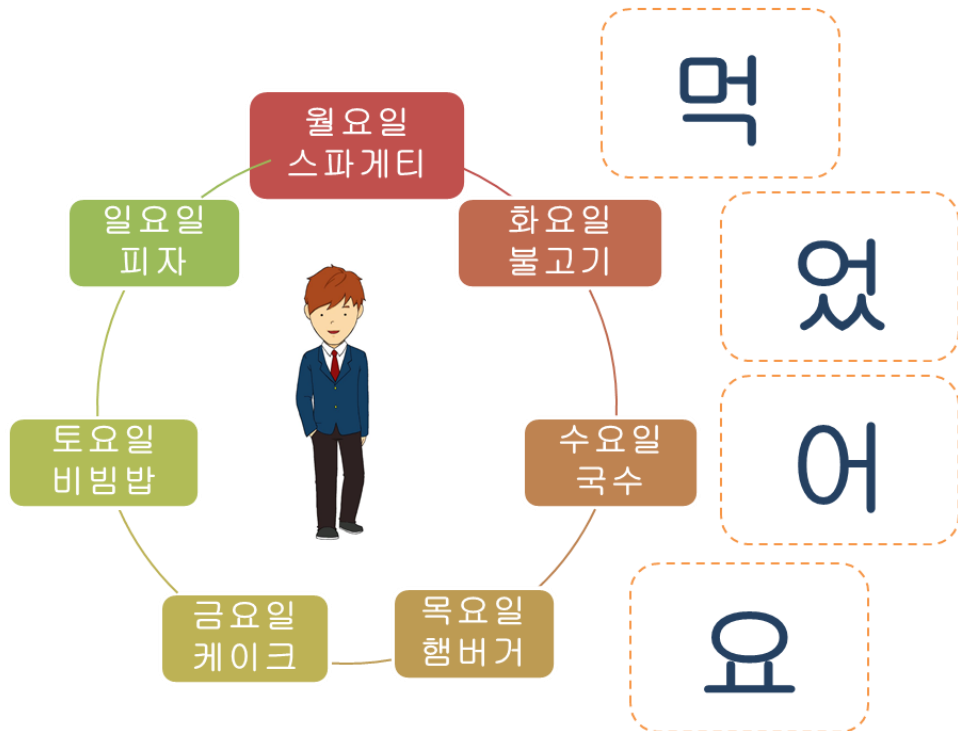 월요일
스파게티
화요일
불고기
수요일
국수
목요일
햄버거
금요일
케이크
토요일
비빔밥
일요일
피자
먹
었
어
요